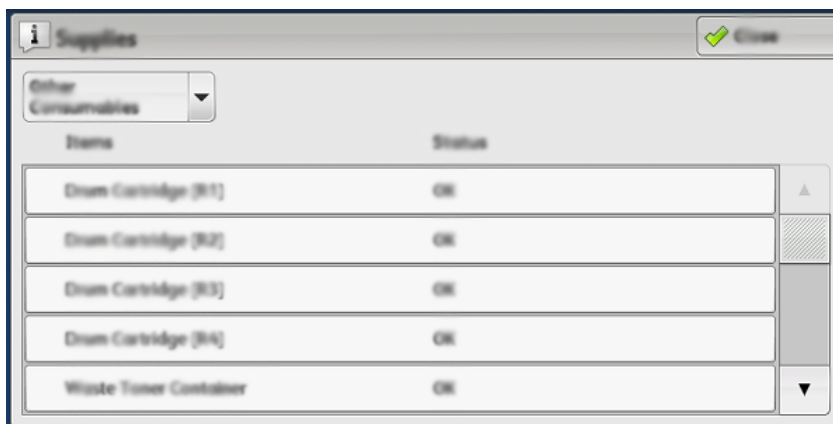 Supplies
Close
Other
Consumables
Items Status
Drum Cartridge [R1] OK
Drum Cartridge [R2] OK
Drum Cartridge [R3] OK
Drum Cartridge [R4] OK
Waste Toner Container OK